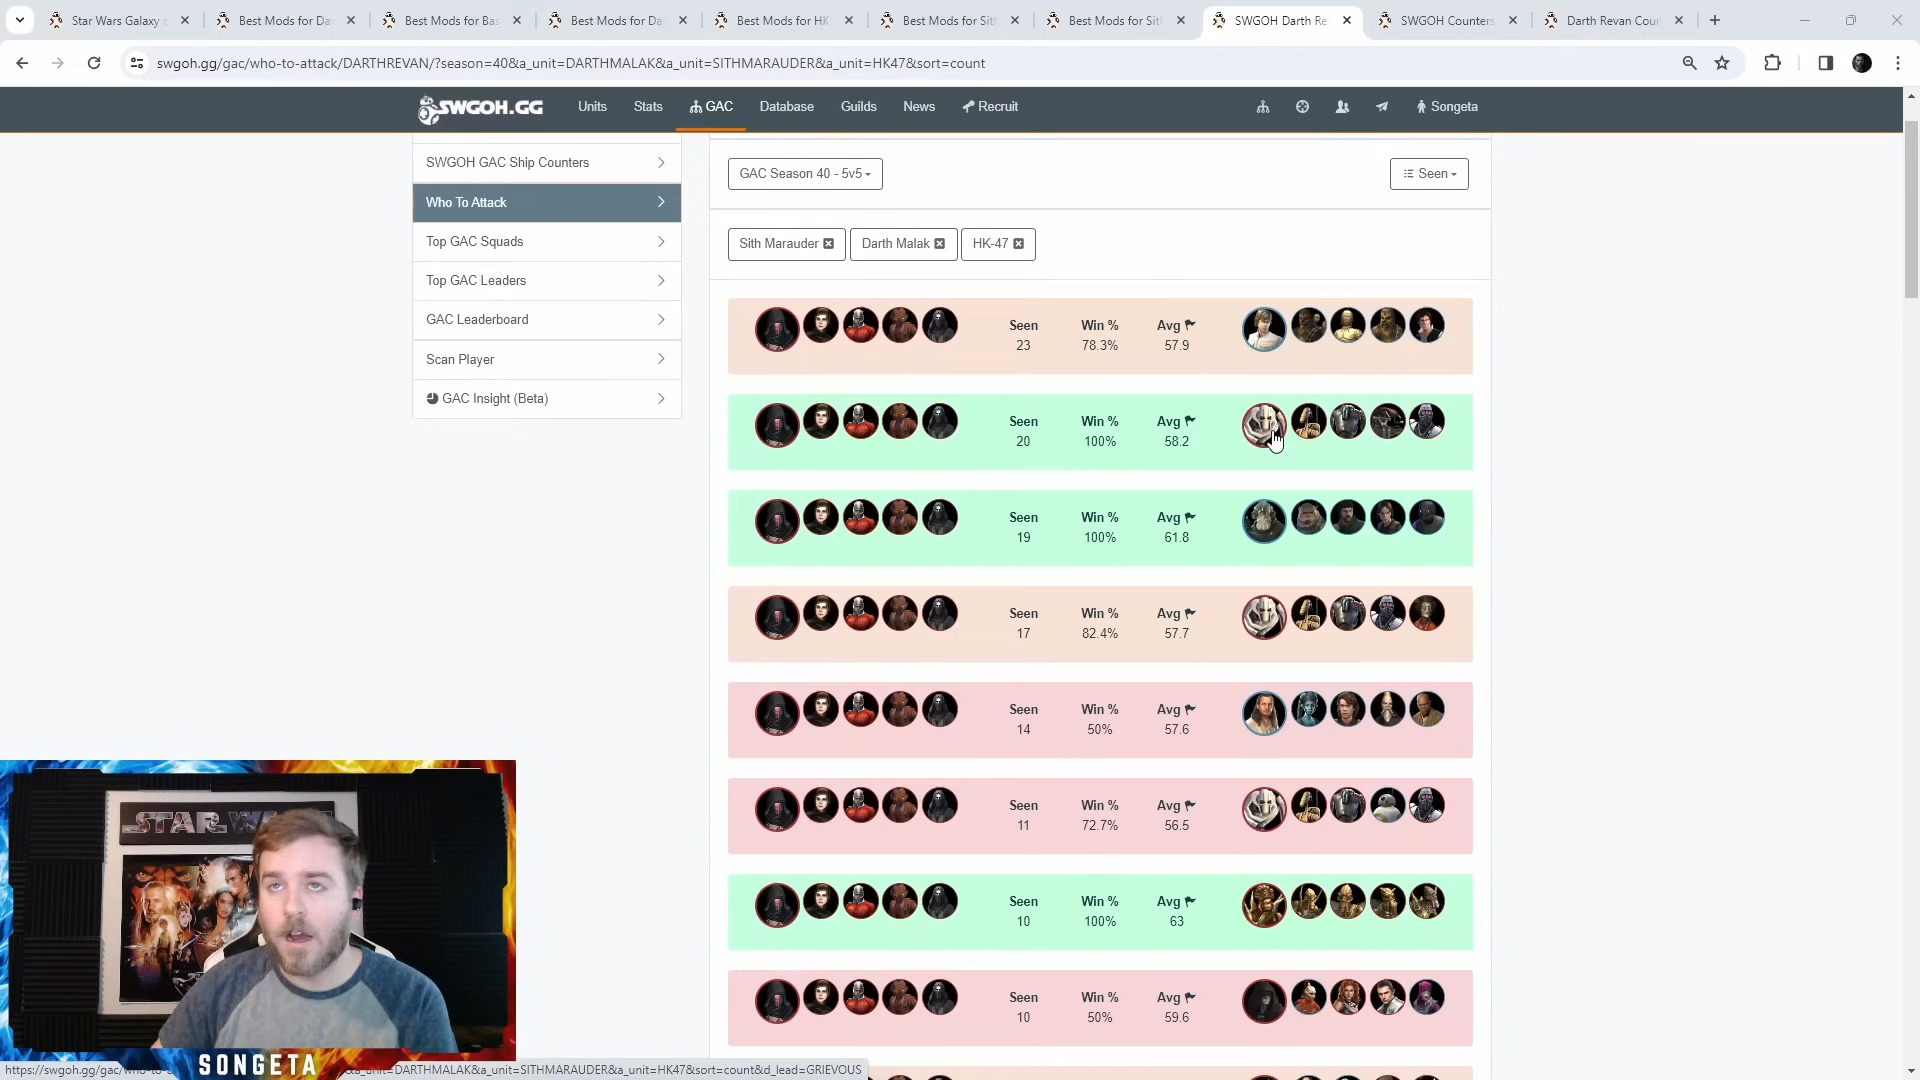 Star Wars Galaxy
Best Mods for Da
Best Mods for Bas
Best Mods for Da
Best Mods for HK
Best Mods for Sit
Best Mods for Sit
SWGOH Darth Re
SWGOH Counters
Darth Revan Coun
swgoh.gg/gac/who-to-attack/DARTHREVAN/?season=40&a_unit=DARTHMALAK&a_unit=SITHMARAUDER&a_unit=HK47&sort=count
SWGOH.GG
Units
Stats
GAC
Database
Guilds
News
Recruit
Songeta
SWGOH GAC Ship Counters
Who To Attack
Top GAC Squads
Top GAC Leaders
GAC Leaderboard
Scan Player
GAC Insight (Beta)
GAC Season 40 - 5v5
Seen
Sith Marauder
Darth Malak
HK-47
Seen Win % Avg
23 78.3% 57.9
Seen Win % Avg
20 100% 58.2
Seen Win % Avg
19 100% 61.8
Seen Win % Avg
17 82.4% 57.7
Seen Win % Avg
14 50% 57.6
Seen Win % Avg
11 72.7% 56.5
Seen Win % Avg
10 100% 63
Seen Win % Avg
10 50% 59.6
STAR WARS
SONGETA
https://swgoh.gg/gac/who-to-
DARTHMALAK&a_unit=SITHMARAUDER&a_unit=HK47&sort=count&d_lead=GRIEVOUS